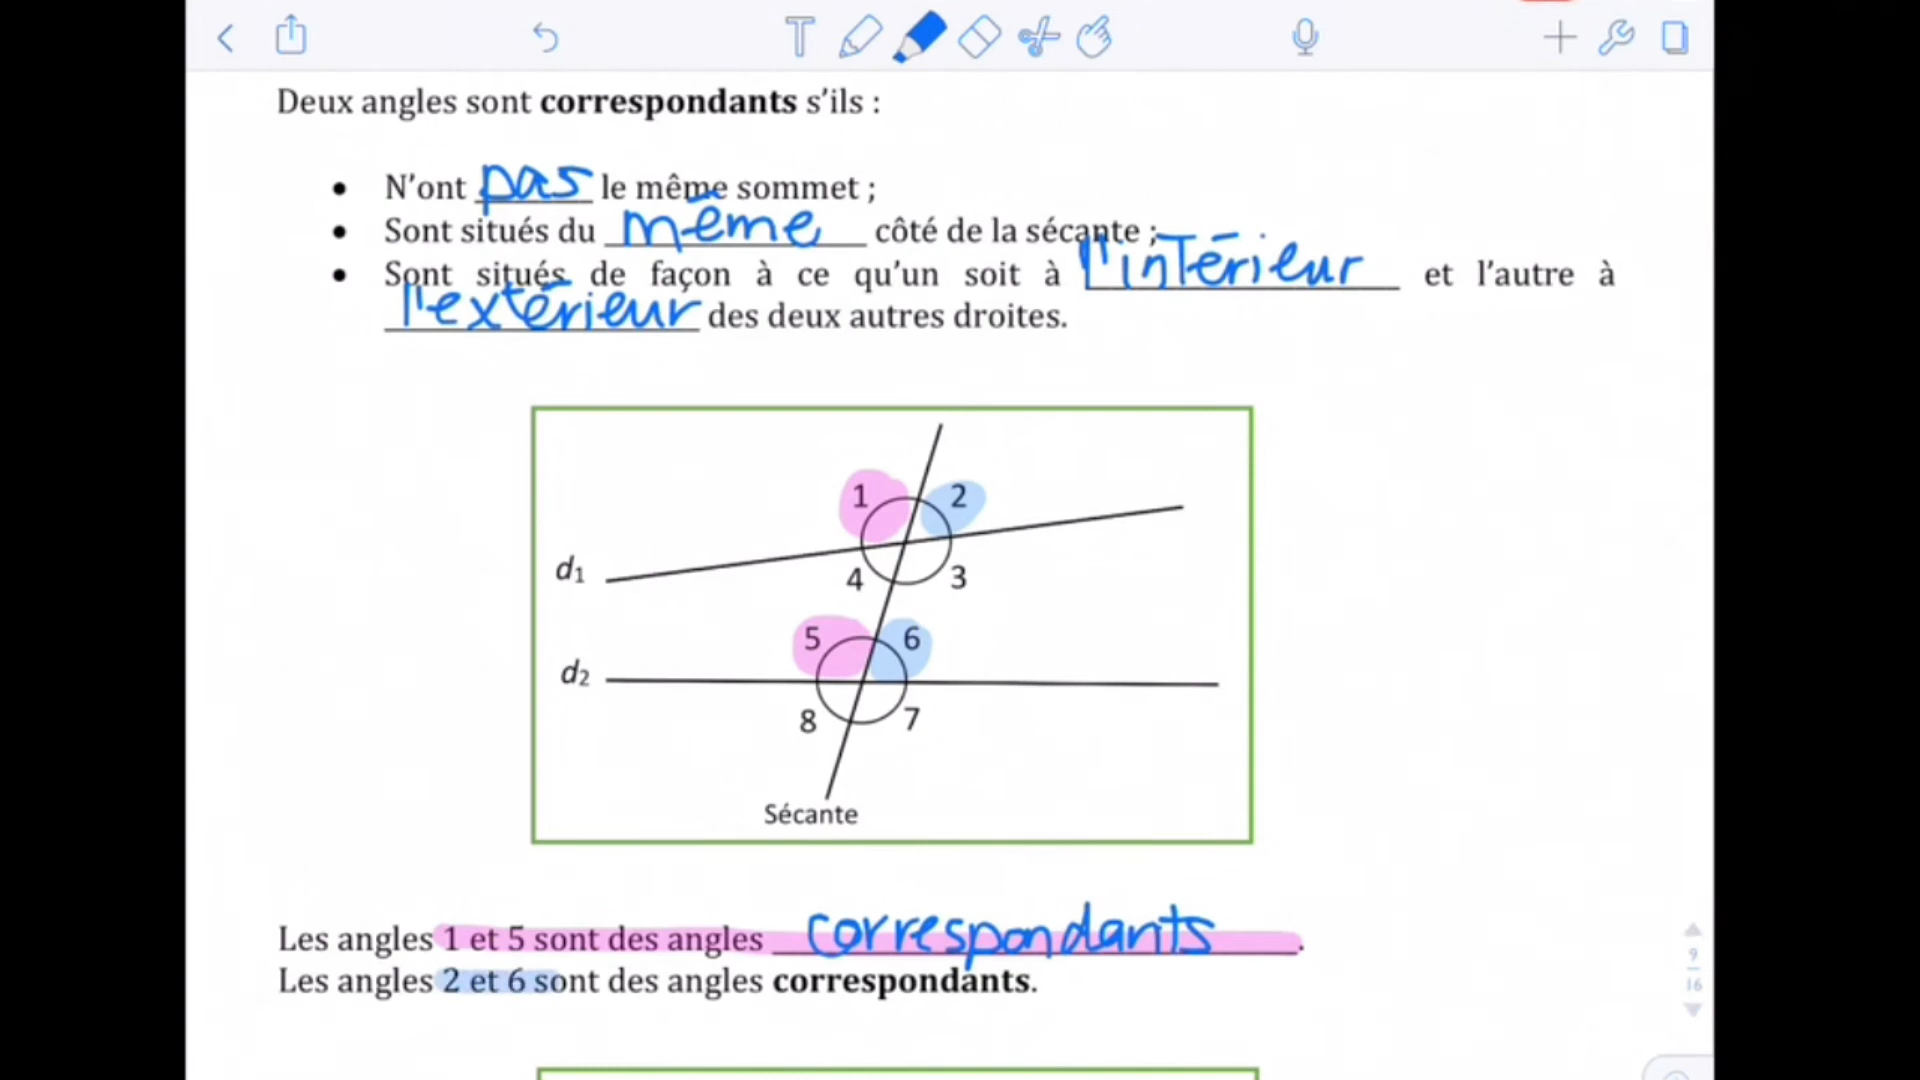 T
Deux angles sont correspondants s'ils :
• N'ont pas le même sommet ;
• Sont situés du même côté de la sécante ;
• Sont situés de façon à ce qu'un soit à l'intérieur et l'autre à
l'extérieur des deux autres droites.
1 2
d1
4 3
5 6
d2
8 7
Sécante
Les angles 1 et 5 sont des angles correspondants.
Les angles 2 et 6 sont des angles correspondants.
9
16